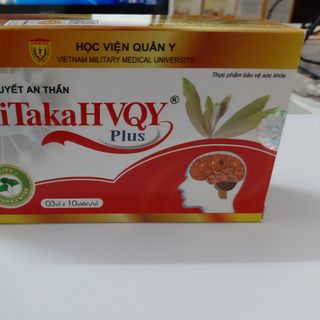 HỌC VIỆN QUÂN Y
VIETNAM MILITARY MEDICAL UNIVERSITY
Thực phẩm bảo vệ sức khỏe
UYẾT AN THẦN
iTakaHVQY®
Plus
03vỉ x 10viên/vỉ